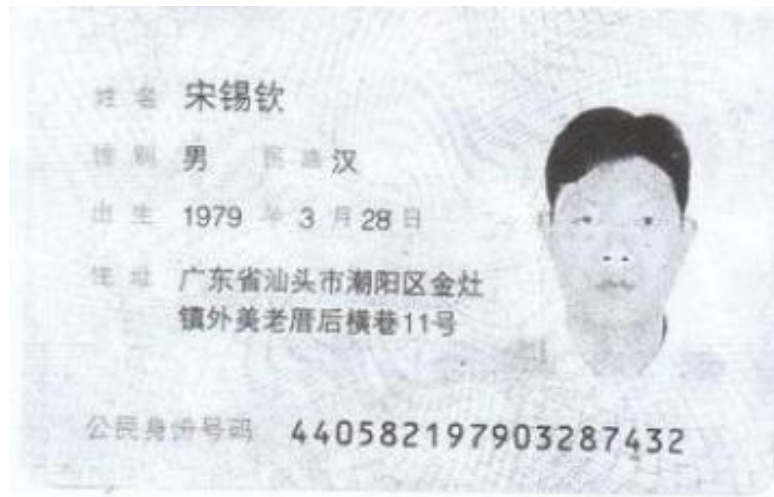 姓名 宋锡钦
性别 男 民族 汉
出生 1979 年 3 月 28 日
住址 广东省汕头市潮阳区金灶
镇外美老厝后横巷11号
公民身份号码 440582197903287432